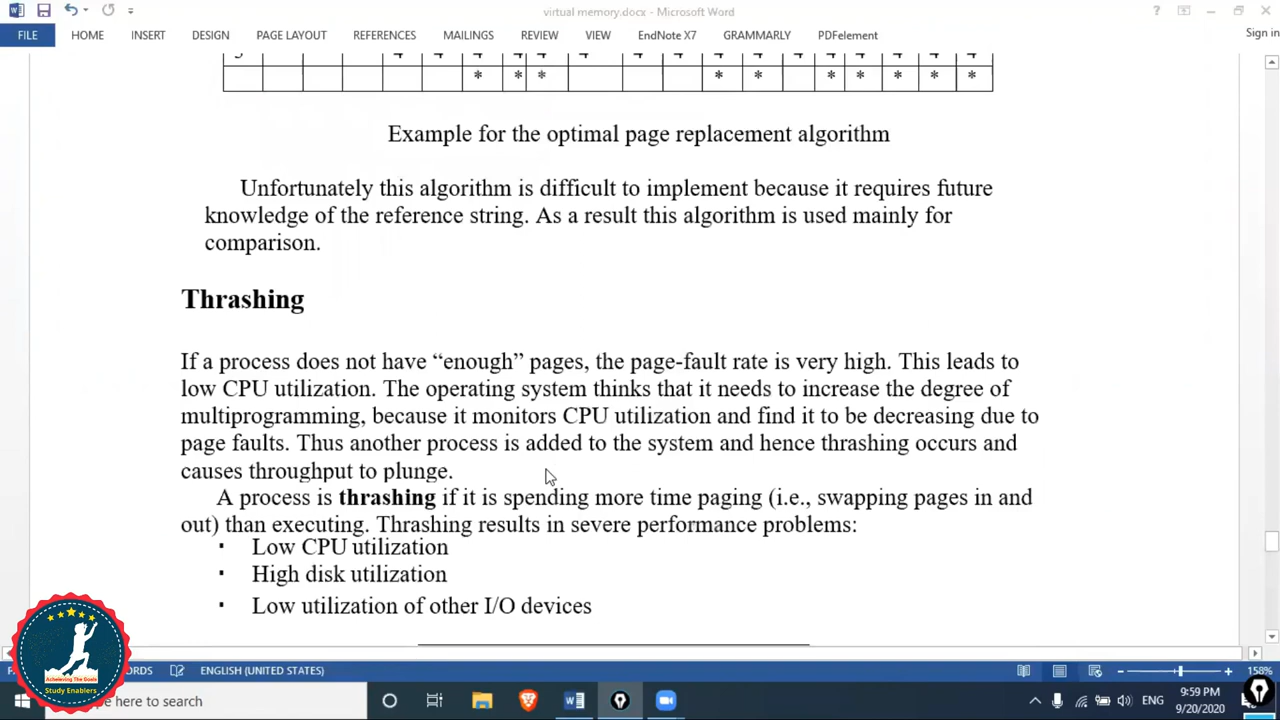 virtual memory.docx - Microsoft Word
? 
Sign in
FILE HOME INSERT DESIGN PAGE LAYOUT REFERENCES MAILINGS REVIEW VIEW EndNote X7 GRAMMARLY PDFelement
* * * * * * * * * *
Example for the optimal page replacement algorithm
Unfortunately this algorithm is difficult to implement because it requires future
knowledge of the reference string. As a result this algorithm is used mainly for
comparison.
Thrashing
If a process does not have “enough” pages, the page-fault rate is very high. This leads to
low CPU utilization. The operating system thinks that it needs to increase the degree of
multiprogramming, because it monitors CPU utilization and find it to be decreasing due to
page faults. Thus another process is added to the system and hence thrashing occurs and
causes throughput to plunge.
A process is thrashing if it is spending more time paging (i.e., swapping pages in and
out) than executing. Thrashing results in severe performance problems:
▪ Low CPU utilization
▪ High disk utilization
▪ Low utilization of other I/O devices
Acheieving The Goals
Study Enablers
ORDS ENGLISH (UNITED STATES) 158%
here to search
ENG
9:59 PM
9/20/2020